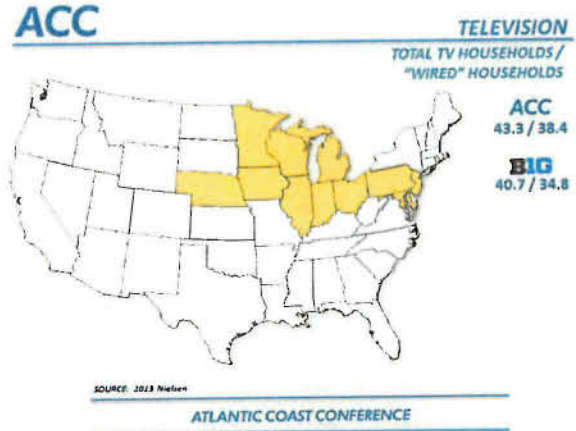 ACC
TELEVISION
TOTAL TV HOUSEHOLDS /
"WIRED" HOUSEHOLDS
ACC
43.3 / 38.4
B1G
40.7 / 34.8
SOURCE: 2013 Nielsen
ATLANTIC COAST CONFERENCE